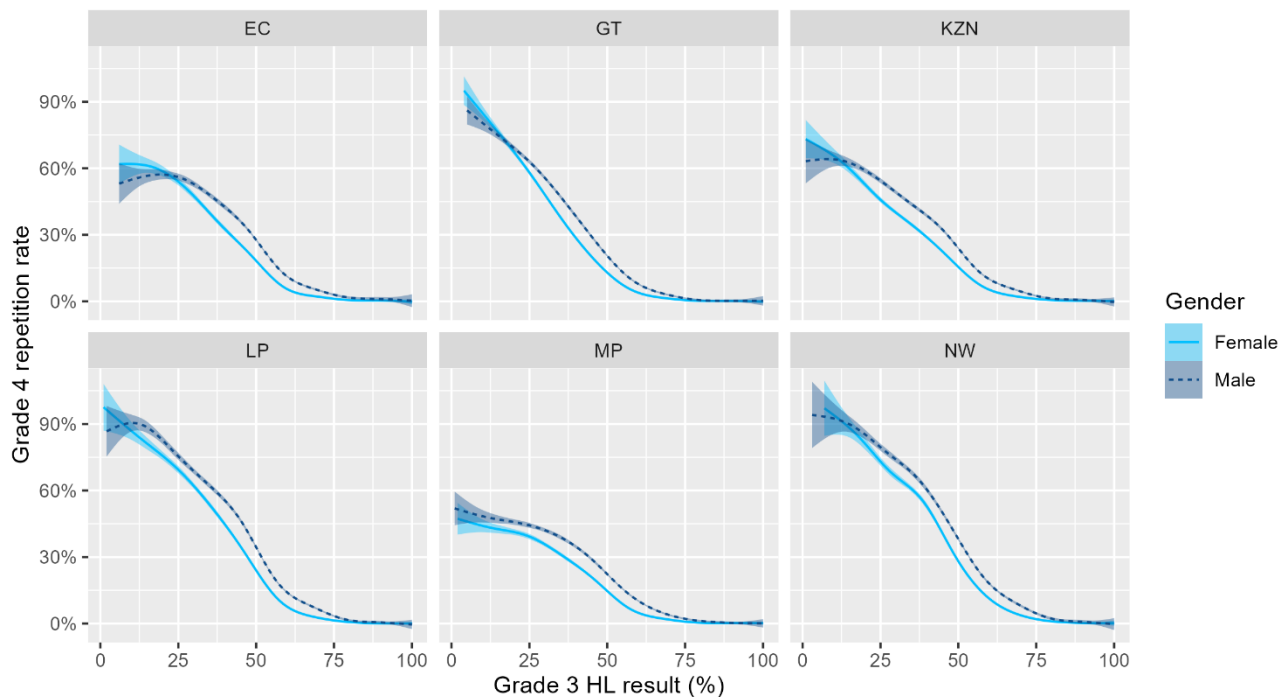 EC
GT
KZN
90%
60%
30%
0%
LP
MP
NW
90%
60%
30%
0%
0 25 50 75 100
0 25 50 75 100
0 25 50 75 100
Grade 3 HL result (%)
Grade 4 repetition rate
Gender
Female
Male